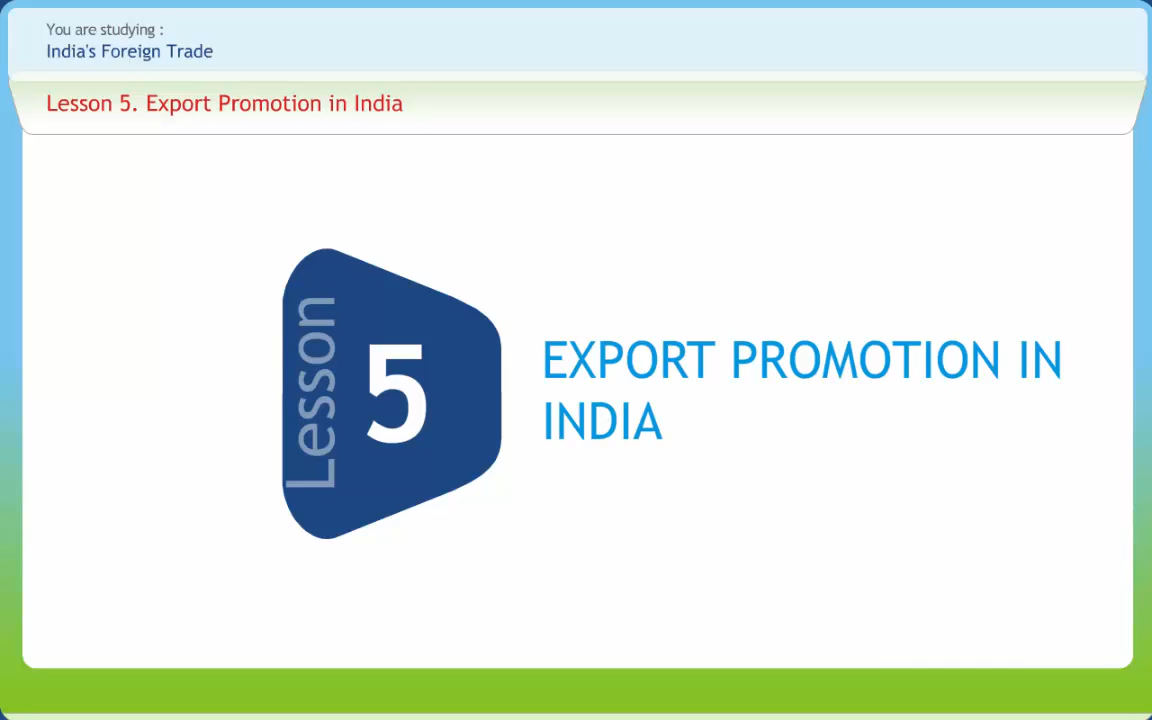 You are studying :
India's Foreign Trade
Lesson 5. Export Promotion in India
Lesson
5
EXPORT PROMOTION IN
INDIA